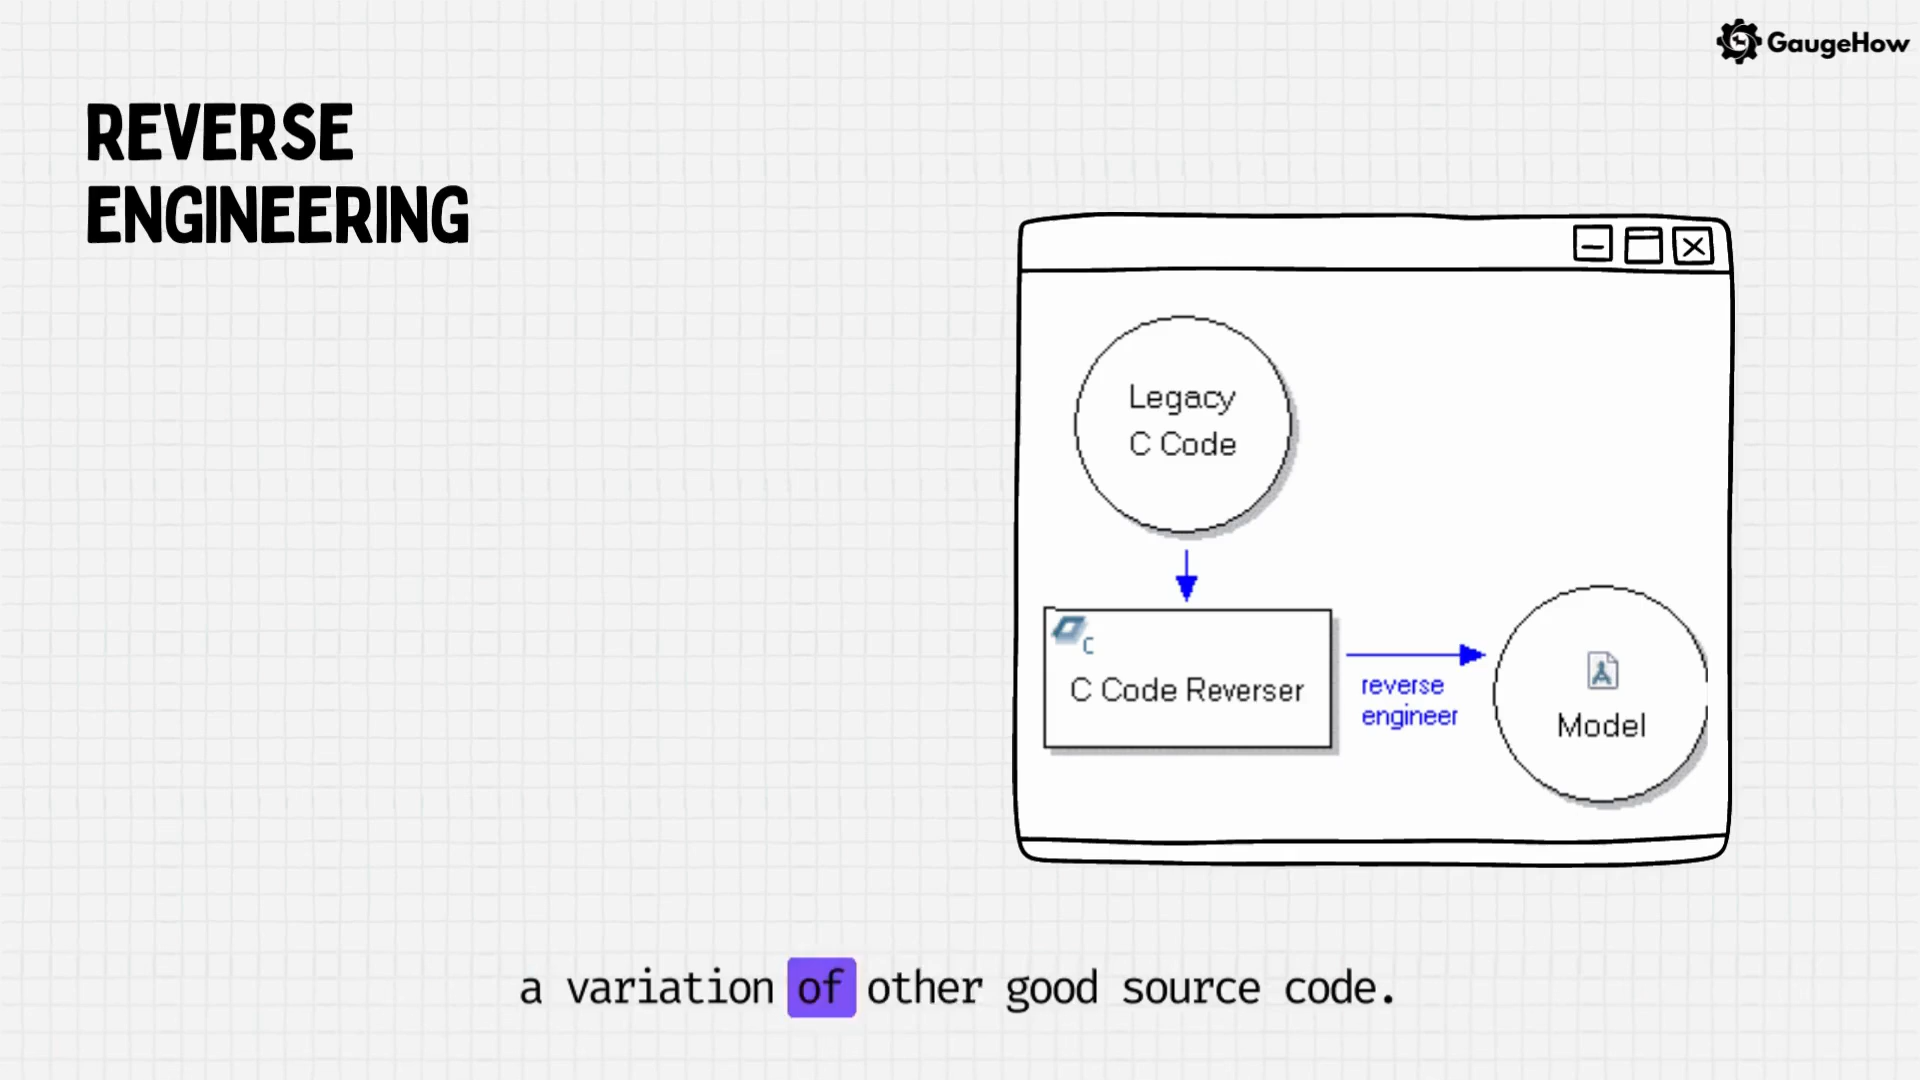 GaugeHow
REVERSE
ENGINEERING
Legacy
C Code
C
C Code Reverser
reverse
engineer
Model
a variation of other good source code.